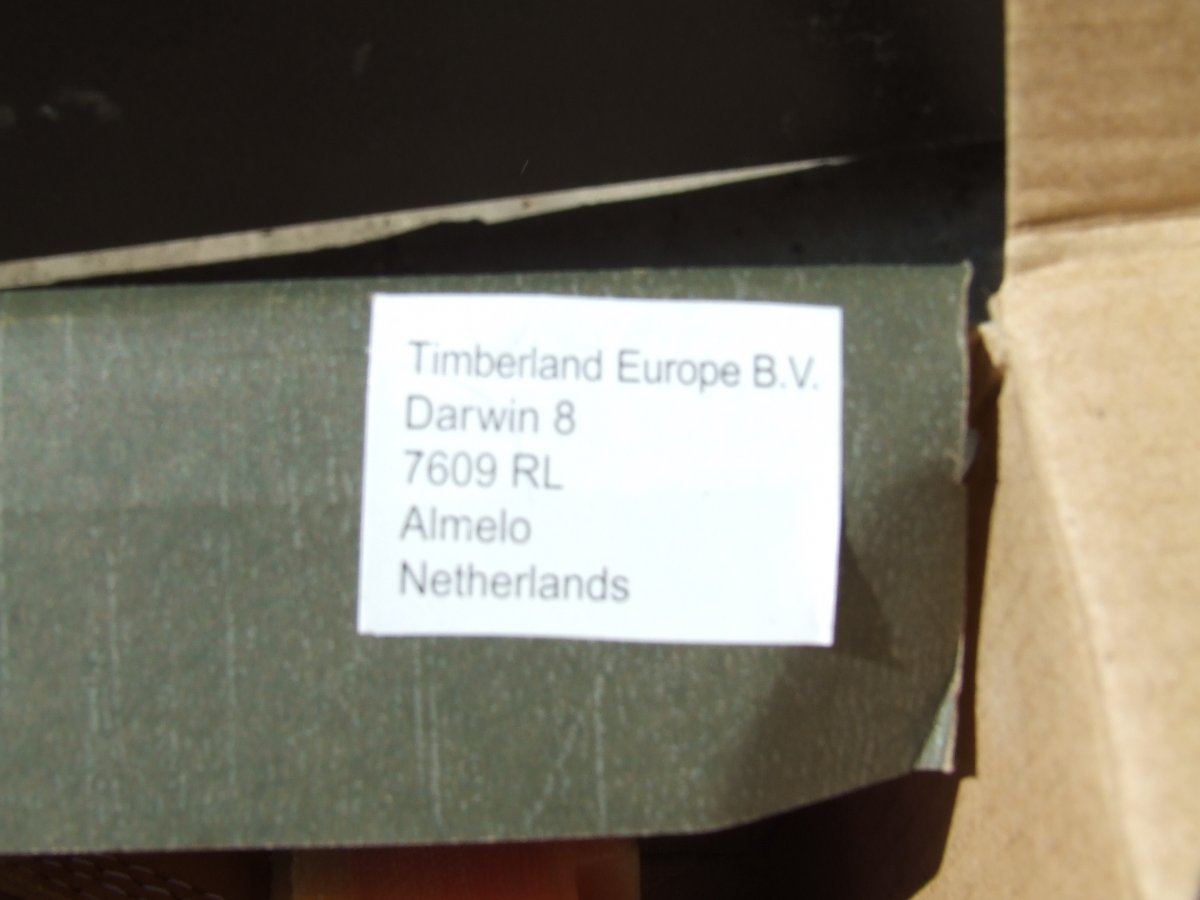 Timberland Europe B.V.
Darwin 8
7609 RL
Almelo
Netherlands